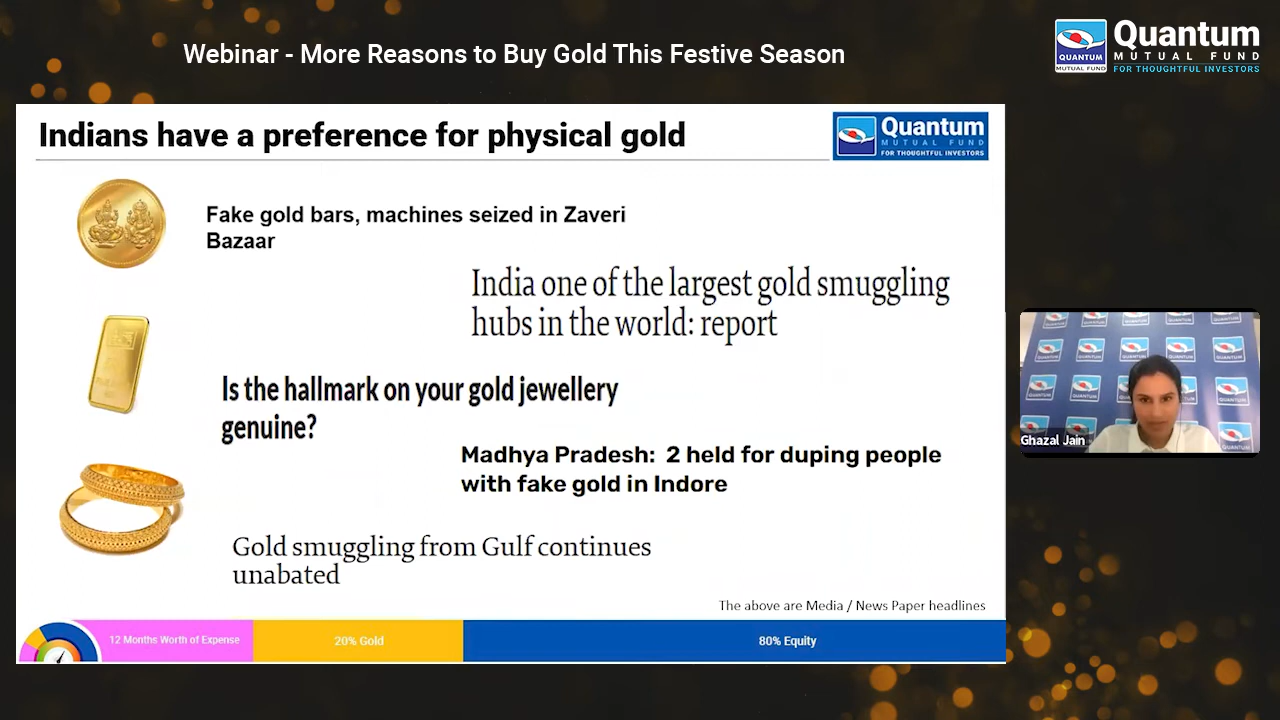 Webinar - More Reasons to Buy Gold This Festive Season
QUANTUM
MUTUAL FUND
Quantum
MUTUAL FUND
FOR THOUGHTFUL INVESTORS
Indians have a preference for physical gold
Quantum
MUTUAL FUND
FOR THOUGHTFUL INVESTORS
Fake gold bars, machines seized in Zaveri
Bazaar
India one of the largest gold smuggling
hubs in the world: report
Is the hallmark on your gold jewellery
genuine?
Madhya Pradesh: 2 held for duping people
with fake gold in Indore
Gold smuggling from Gulf continues
unabated
The above are Media / News Paper headlines
12 Months Worth of Expense
20% Gold
80% Equity
Ghazal Jain